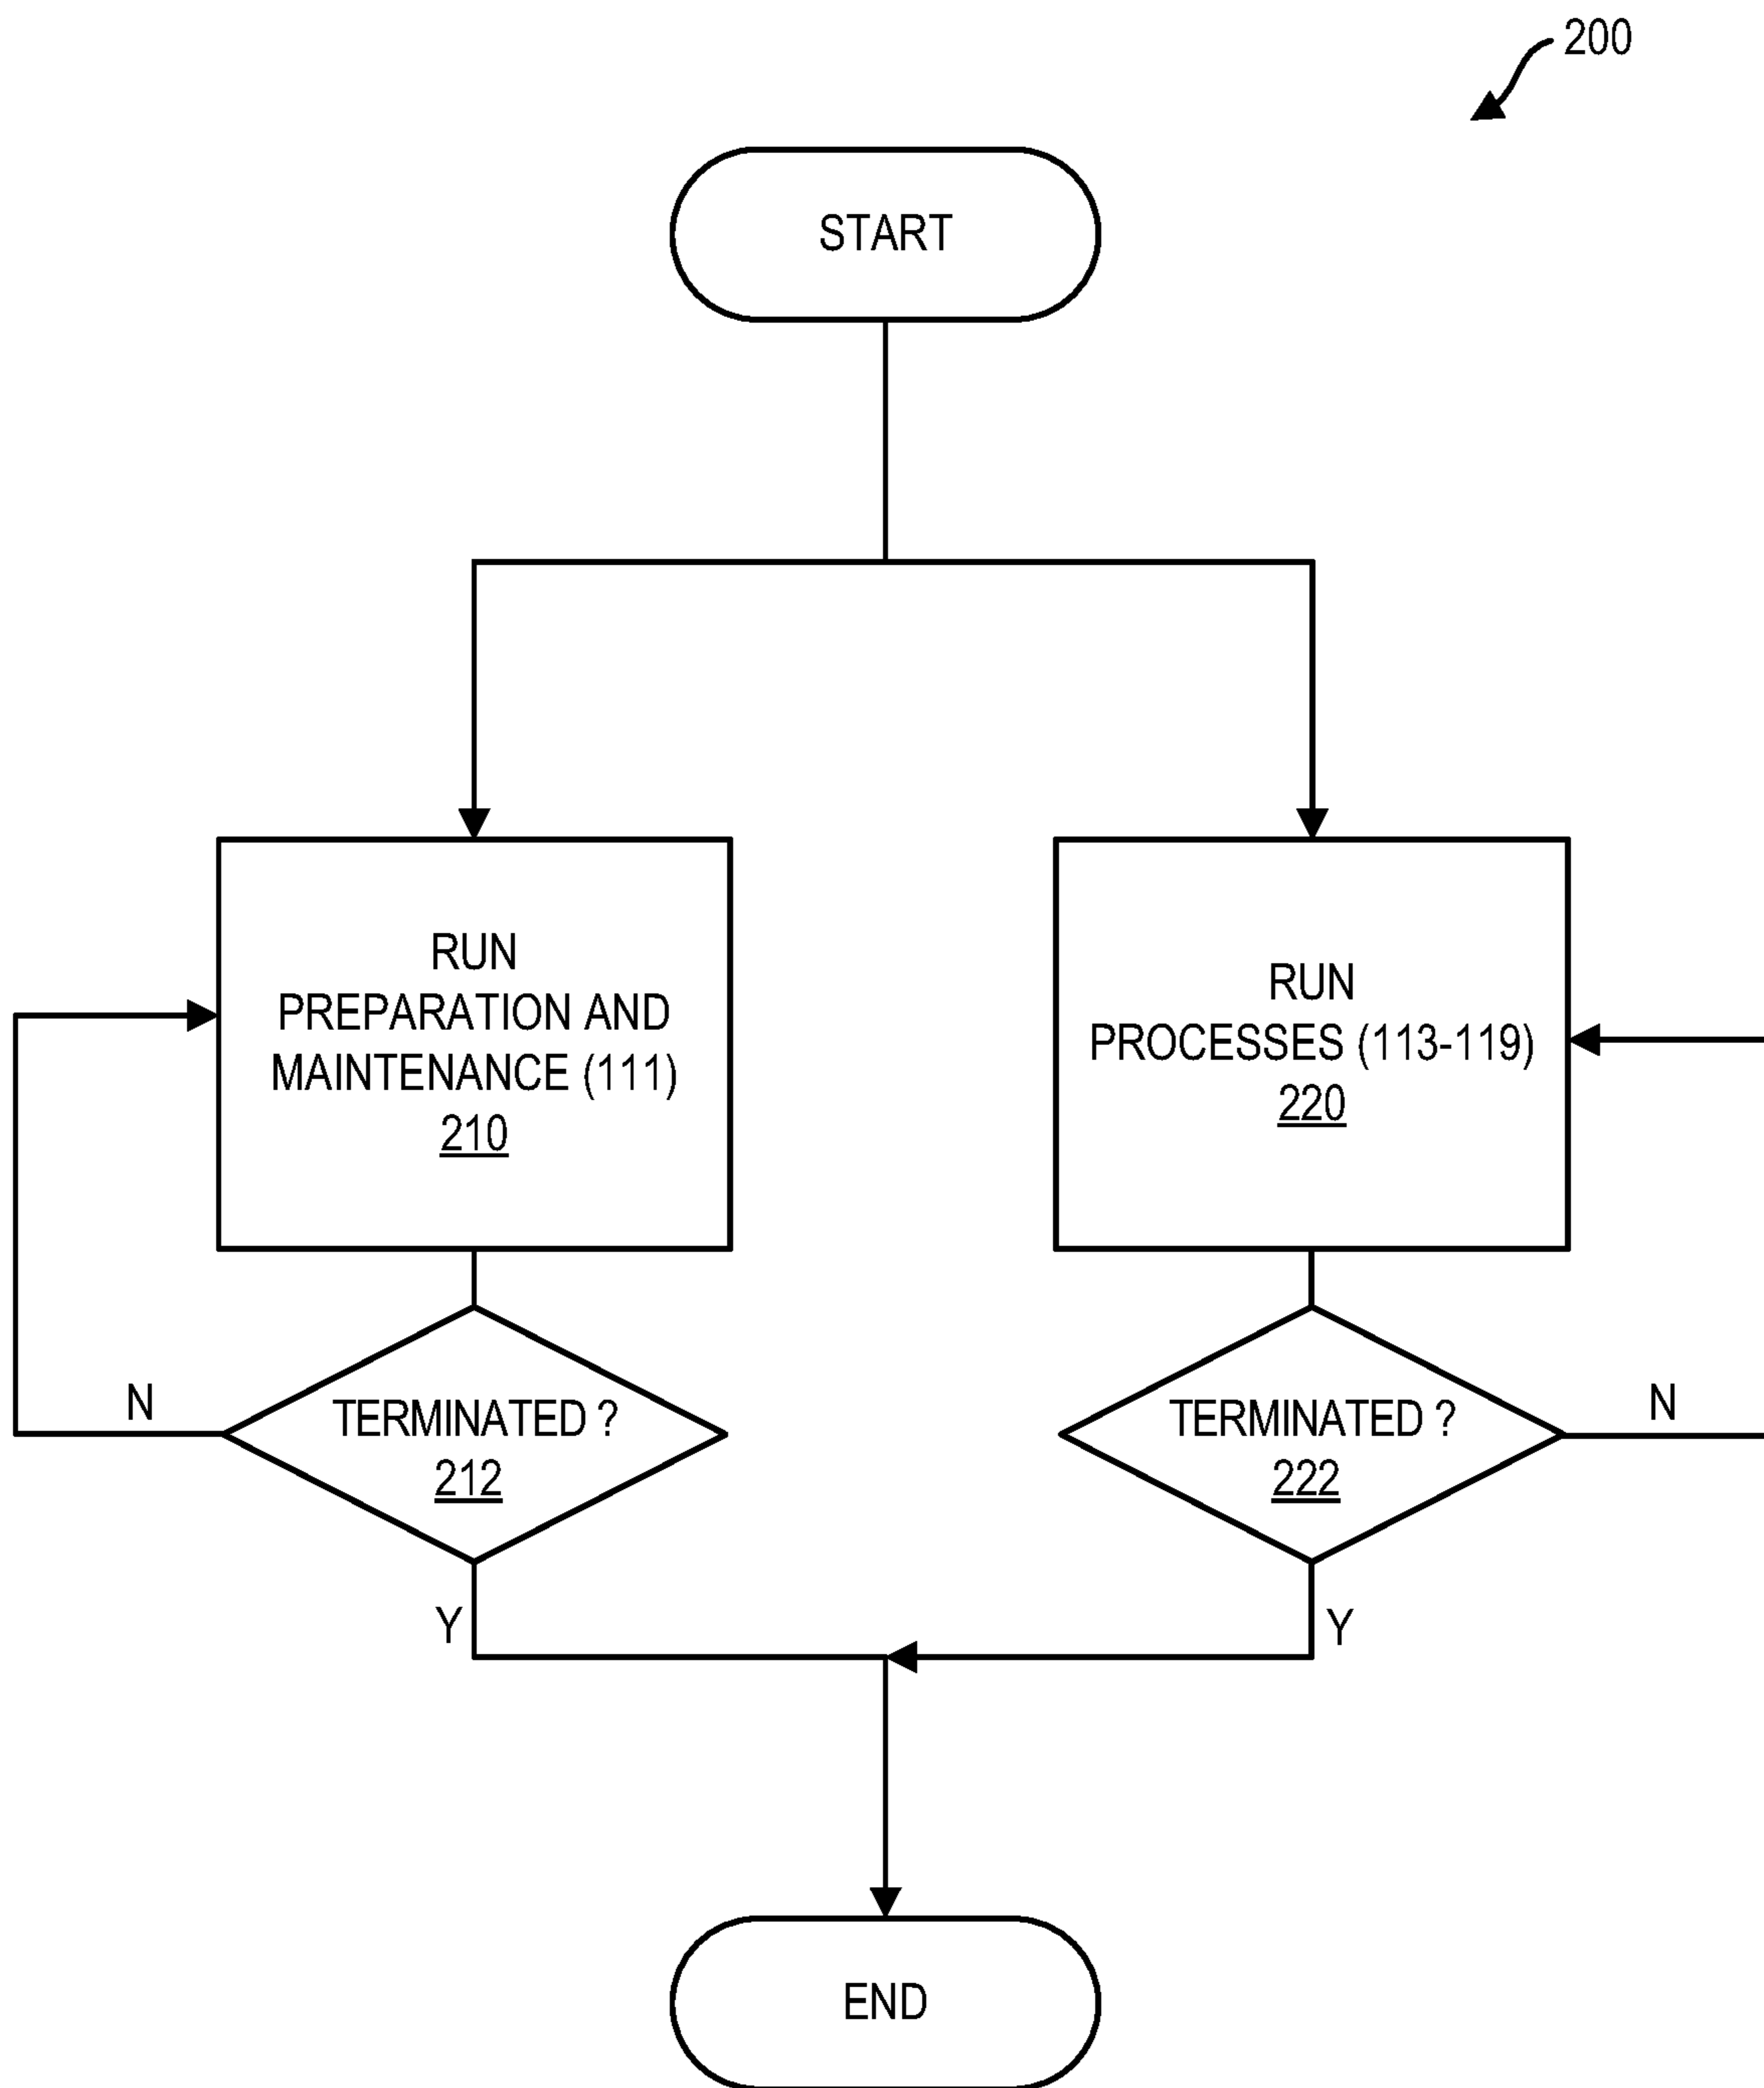 200
START
RUN
PREPARATION AND
MAINTENANCE (111)
210
RUN
PROCESSES (113-119)
220
N
TERMINATED ?
212
TERMINATED ?
222
N
Y
Y
END